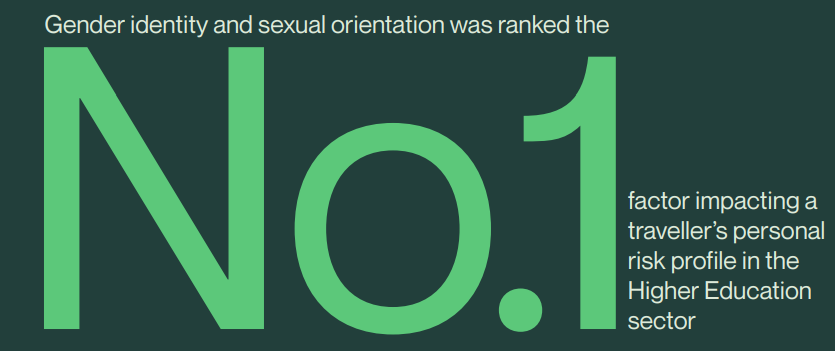 Gender identity and sexual orientation was ranked the
No.1
factor impacting a
traveller’s personal
risk profile in the
Higher Education
sector